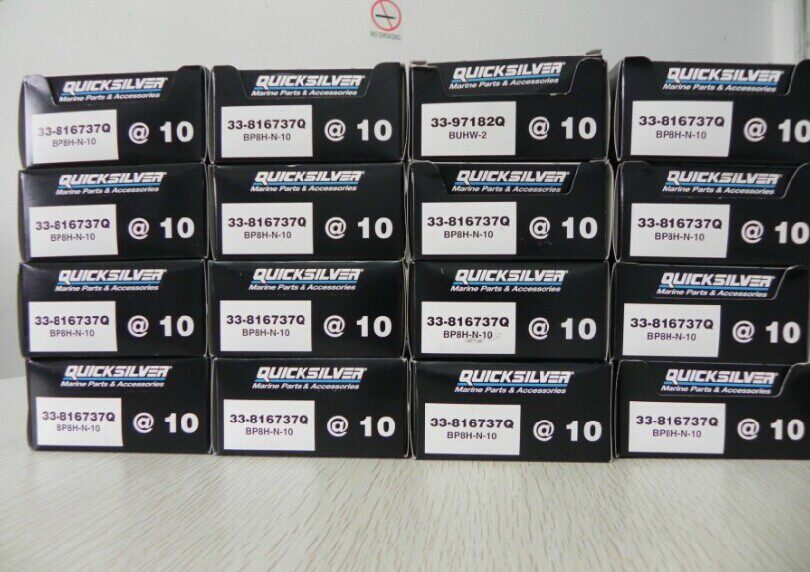 NO SMOKING
QUICKSILVER
Marine Parts & Accessories
33-816737Q
BP8H-N-10
@ 10
QUICKSILVER
Marine Parts & Accessories
33-816737Q
BP8H-N-10
@ 10
QUICKSILVER
Marine Parts & Accessories
33-97182Q
BUHW-2
@ 10
QUICKSILVER
Marine Parts & Accessories
33-816737Q
BP8H-N-10
@ 10
QUICKSILVER
Marine Parts & Accessories
33-816737Q
BP8H-N-10
@ 10
QUICKSILVER
Marine Parts & Accessories
33-816737Q
BP8H-N-10
@ 10
QUICKSILVER
Marine Parts & Accessories
33-816737Q
BP8H-N-10
@ 10
QUICKSILVER
Marine Parts & Accessories
33-816737Q
BP8H-N-10
@ 10
QUICKSILVER
Marine Parts & Accessories
33-816737Q
BP8H-N-10
@ 10
QUICKSILVER
Marine Parts & Accessories
33-816737Q
BP8H-N-10
@ 10
QUICKSILVER
Marine Parts & Accessories
33-816737Q
BP8H-N-10
@ 10
QUICKSILVER
Marine Parts & Accessories
33-816737Q
BP8H-N-10
@ 10
QUICKSILVER
Marine Parts & Accessories
33-816737Q
BP8H-N-10
@ 10
QUICKSILVER
Marine Parts & Accessories
33-816737Q
BP8H-N-10
@ 10
QUICKSILVER
Marine Parts & Accessories
33-816737Q
BP8H-N-10
@ 10
QUICKSILVER
Marine Parts & Accessories
33-816737Q
BP8H-N-10
@ 10